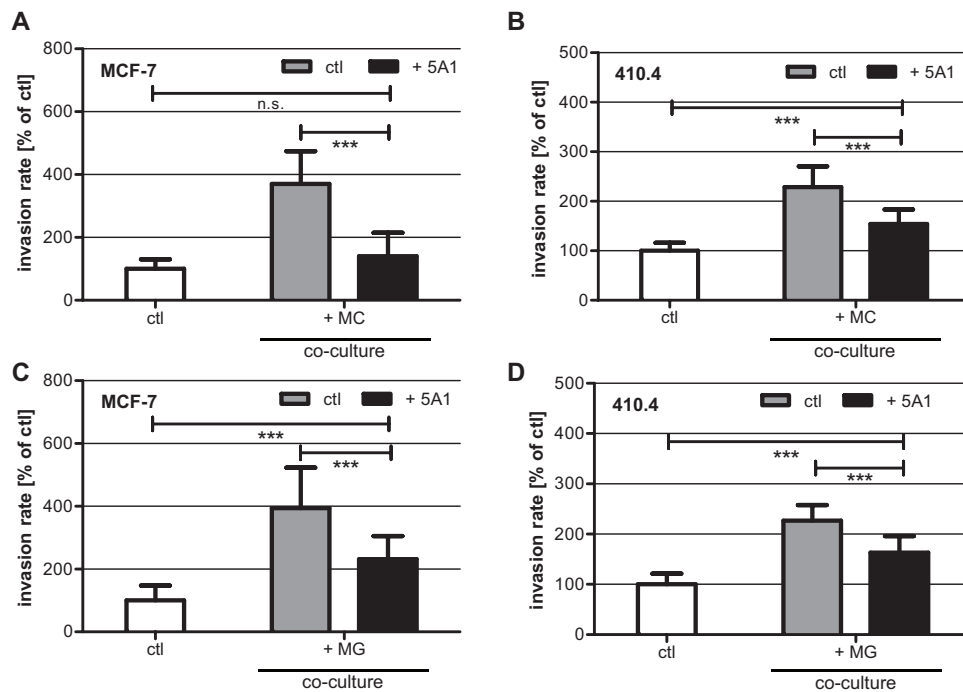 A
MCF-7
ctl
+ 5A1
n.s.
***
invasion rate [% of ctl]
800
600
400
200
0
ctl
+ MC
co-culture
B
410.4
ctl
+ 5A1
***
***
invasion rate [% of ctl]
500
400
300
200
100
0
ctl
+ MC
co-culture
C
MCF-7
ctl
+ 5A1
***
***
invasion rate [% of ctl]
800
600
400
200
0
ctl
+ MG
co-culture
D
410.4
ctl
+ 5A1
***
***
invasion rate [% of ctl]
500
400
300
200
100
0
ctl
+ MG
co-culture